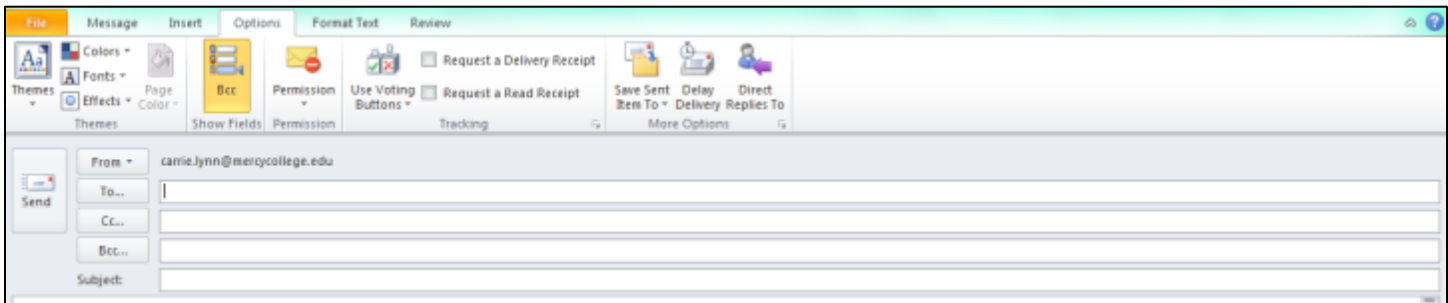 File Message Insert Options Format Text Review
Colors
Fonts
Effects
Themes
Page
Color
Themes
Bcc
Show Fields
Permission
Permission
Use Voting
Buttons
Request a Delivery Receipt
Request a Read Receipt
Tracking
Save Sent
Item To
Delay
Delivery
Direct
Replies To
More Options
Send
From carrie.lynn@mercycollege.edu
To...
Cc...
Bcc...
Subject: